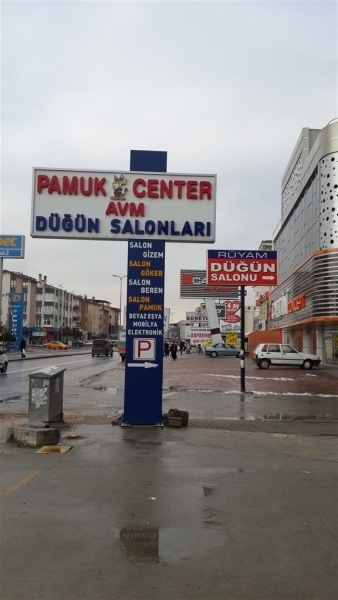 PAMUK CENTER
AVM
DÜĞÜN SALONLARI
SALON
GİZEM
SALON
GÖKER
SALON
BEREN
SALON
PAMUK
BEYAZ EŞYA
MOBİLYA
ELEKTRONİK
P
RÜYAM
DÜĞÜN
SALONU